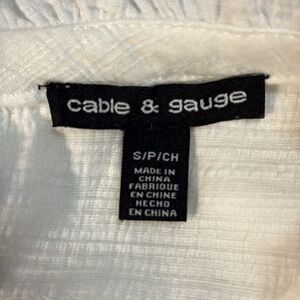 cable & gauge
S/P/CH
MADE IN
CHINA
FABRIQUE
EN CHINE
HECHO
EN CHINA